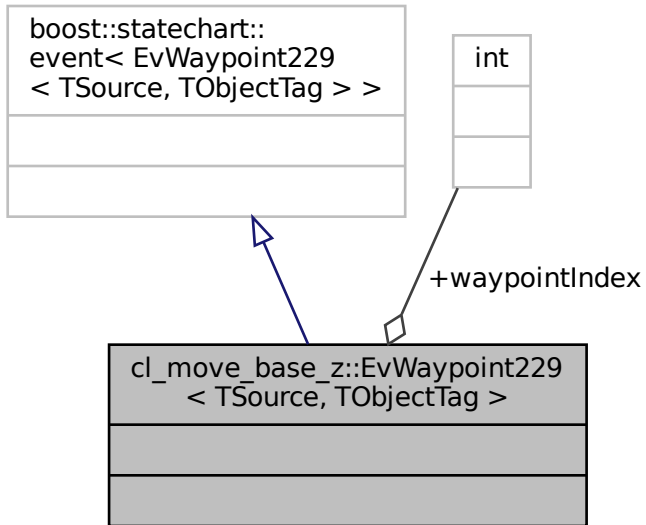 boost::statechart::
event< EvWaypoint229
< TSource, TObjectTag > >
int
+waypointIndex
cl_move_base_z::EvWaypoint229
< TSource, TObjectTag >